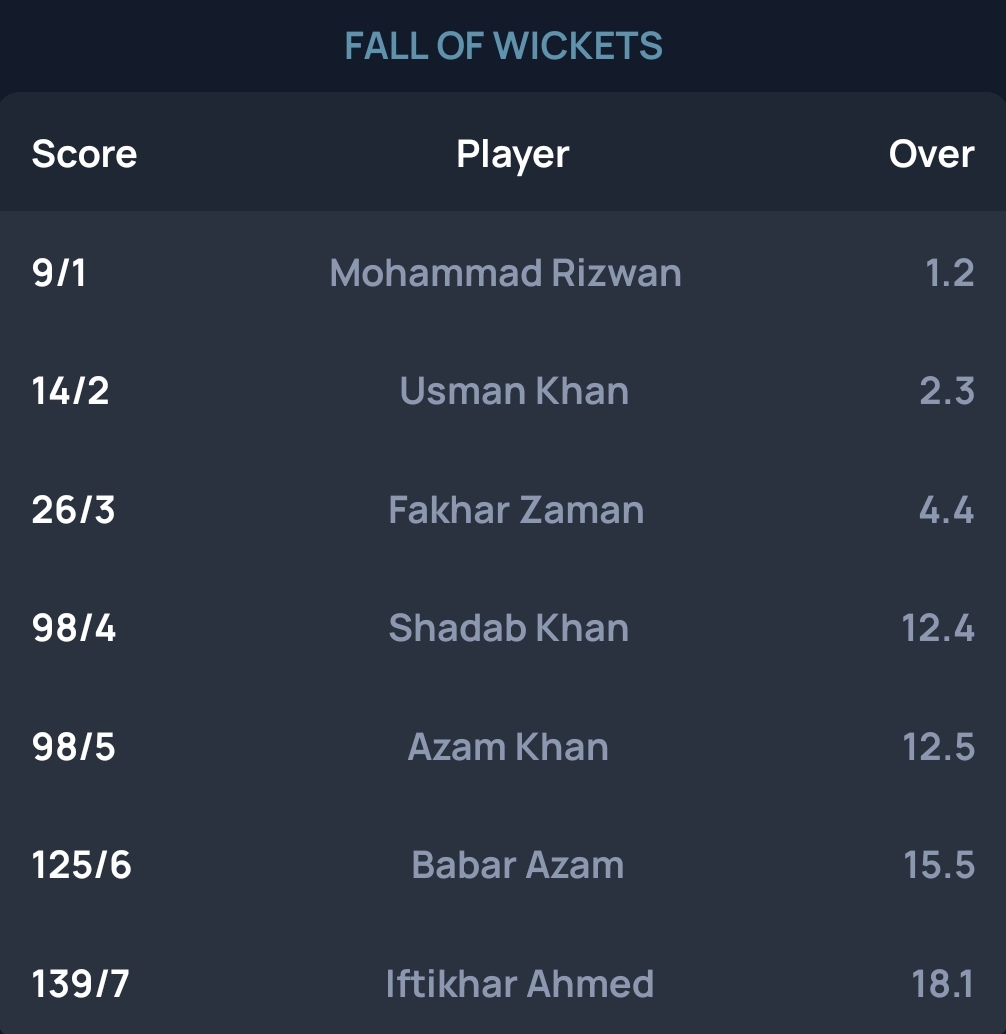 FALL OF WICKETS
Score Player Over
9/1 Mohammad Rizwan 1.2
14/2 Usman Khan 2.3
26/3 Fakhar Zaman 4.4
98/4 Shadab Khan 12.4
98/5 Azam Khan 12.5
125/6 Babar Azam 15.5
139/7 Iftikhar Ahmed 18.1